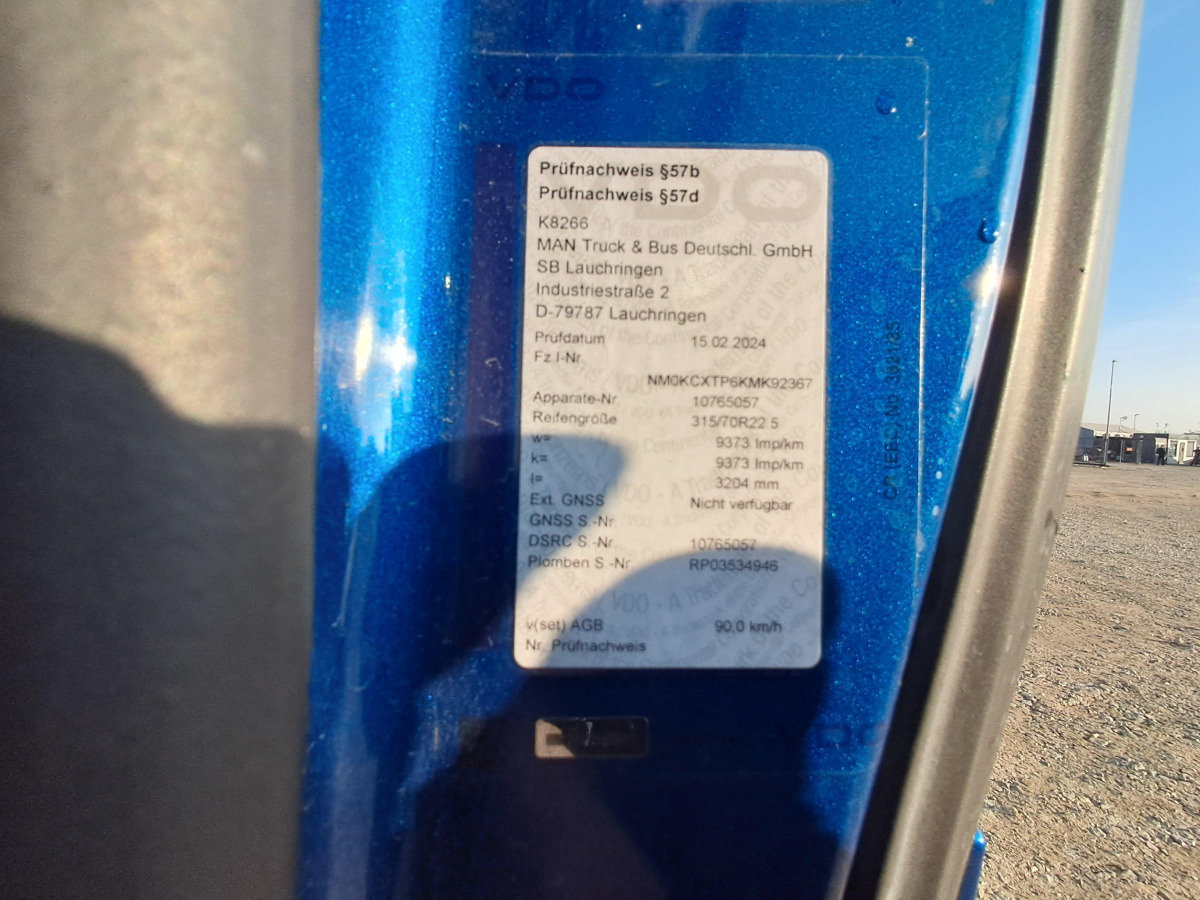 VDO
Prüfnachweis §57b
Prüfnachweis §57d
K8266
MAN Truck & Bus Deutschl. GmbH
SB Lauchringen
Industriestraße 2
D-79787 Lauchringen
Prüfdatum 15.02.2024
Fz.I-Nr.
NM0KCXTP6KMK92367
Apparate-Nr. 10765057
Reifengröße 315/70R22.5
w= 9373 Imp/km
k= 9373 Imp/km
l= 3204 mm
Ext. GNSS Nicht verfügbar
GNSS S.-Nr.
DSRC S.-Nr. 10765057
Plomben S.-Nr. RP03534946
v(set) AGB 90,0 km/h
Nr. Prüfnachweis
VDO